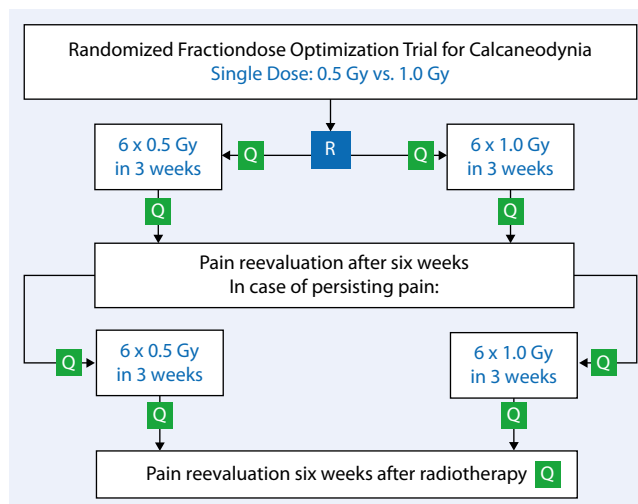 Randomized Fractiondose Optimization Trial for Calcaneodynia
Single Dose: 0.5 Gy vs. 1.0 Gy
6 x 0.5 Gy
in 3 weeks
Q
R
Q
6 x 1.0 Gy
in 3 weeks
Q
Q
Pain reevaluation after six weeks
In case of persisting pain:
Q
6 x 0.5 Gy
in 3 weeks
6 x 1.0 Gy
in 3 weeks
Q
Q
Q
Pain reevaluation six weeks after radiotherapy Q